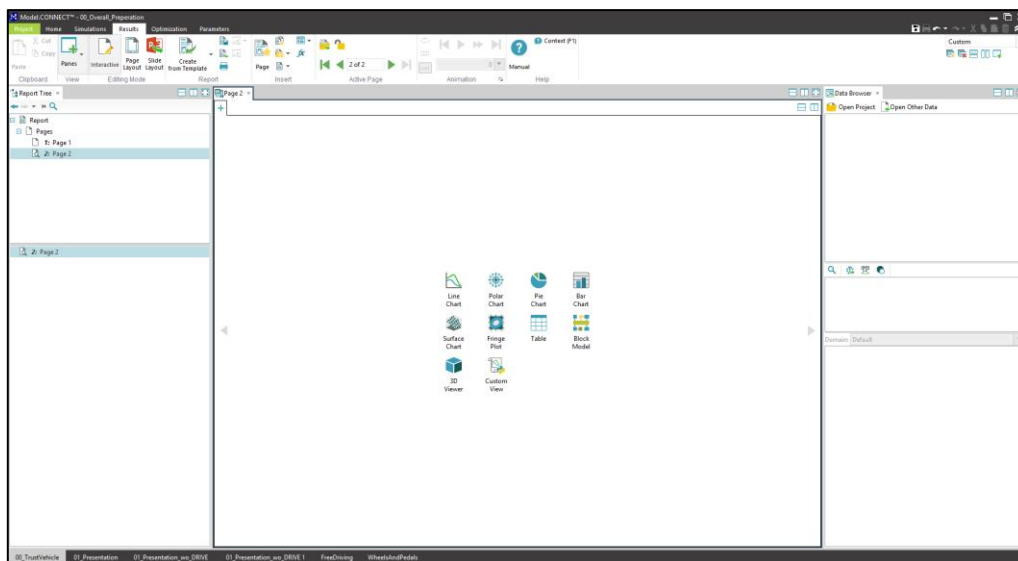 Model.CONNECT™ - 00_Overall_Preperation
Project Home Simulations Results Optimization Parameters
Paste
Cut
Copy
Clipboard
Panes
View
Interactive
Page Layout
Slide Layout
Editing Mode
Create from Template
Report
Page
fx
Insert
2 of 2
Active Page
0
Animation
Manual
Context (F1)
Help
Custom
Report Tree
Report
Pages
1: Page 1
2: Page 2
2: Page 2
Page 2
Line Chart
Polar Chart
Pie Chart
Bar Chart
Surface Chart
Fringe Plot
Table
Block Model
3D Viewer
Custom View
Data Browser
Open Project Open Other Data
Domain: Default
00_TrustVehicle 01_Presentation 01_Presentation_wo_DRIVE 01_Presentation_wo_DRIVE 1 FreeDriving WheelsAndPedals